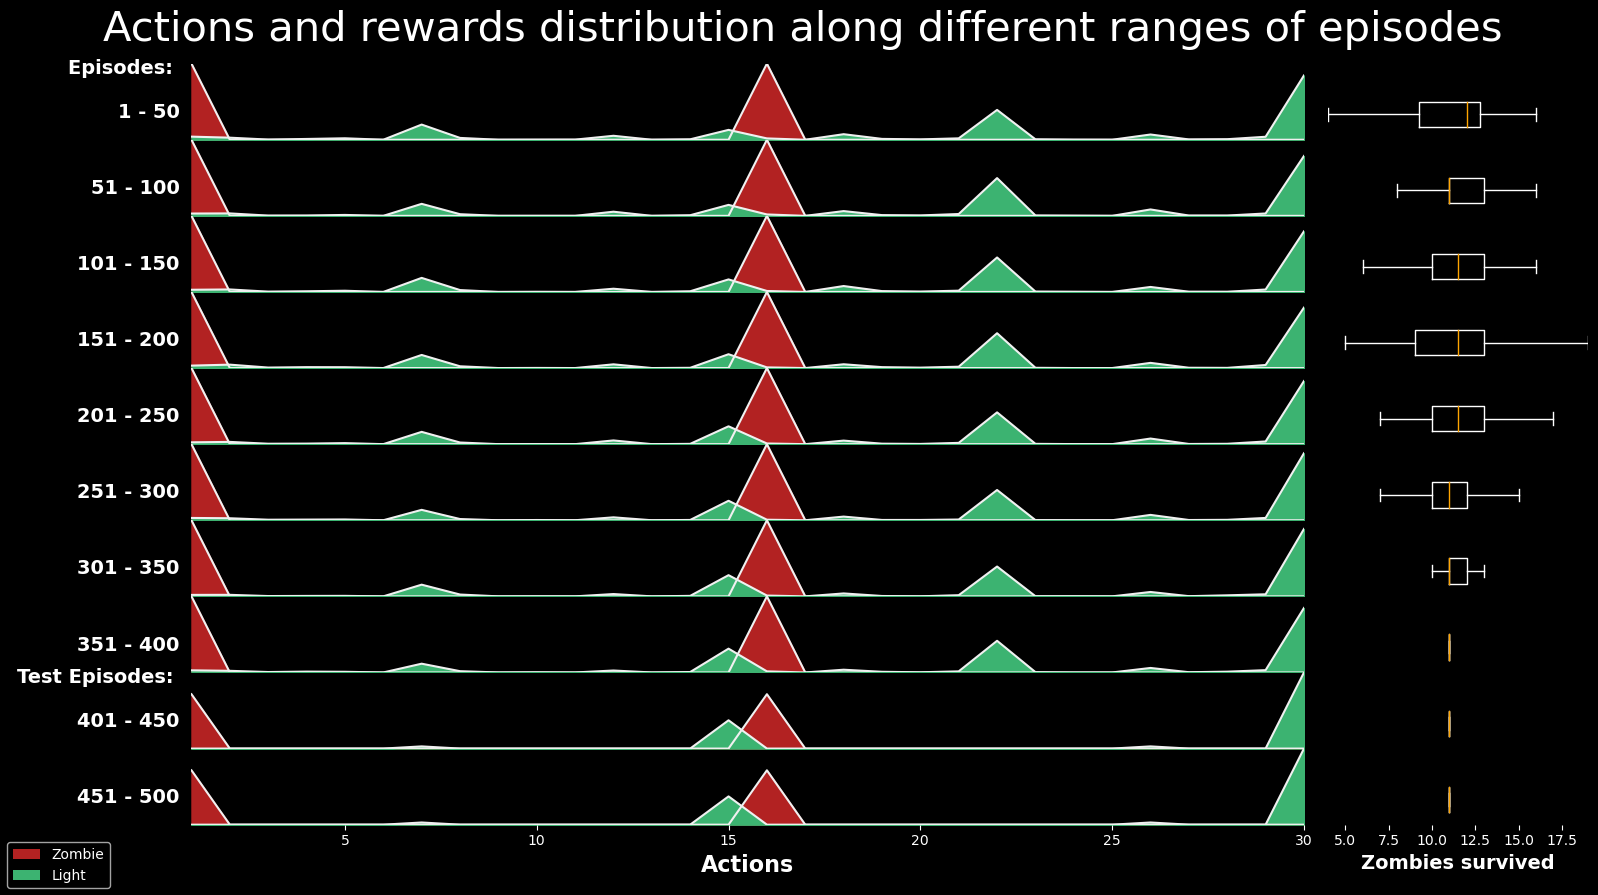 Actions and rewards distribution along different ranges of episodes
Episodes:
1 - 50
51 - 100
101 - 150
151 - 200
201 - 250
251 - 300
301 - 350
351 - 400
Test Episodes:
401 - 450
451 - 500
5 10 15 20 25 30
Actions
5.0 7.5 10.0 12.5 15.0 17.5
Zombies survived
Zombie
Light